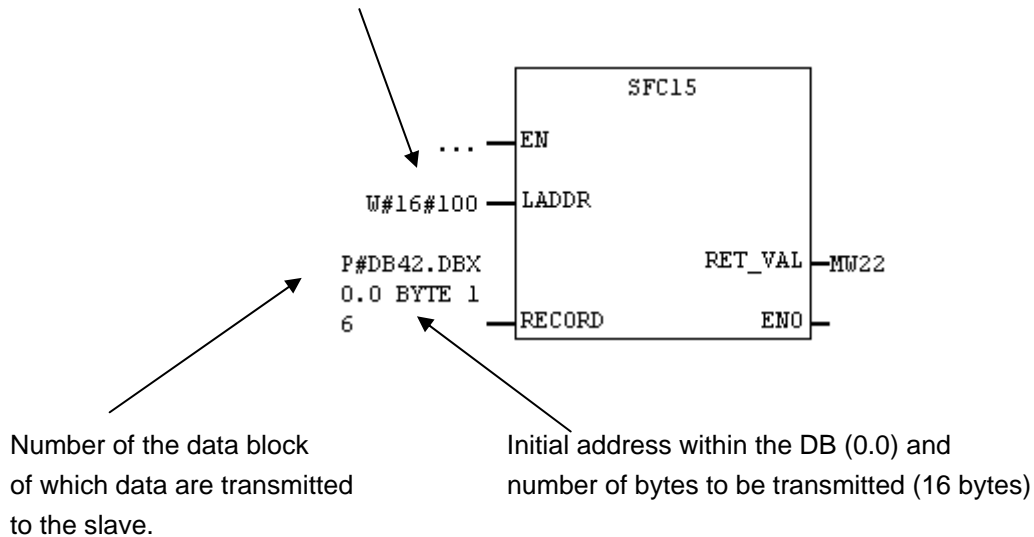 SFC15
... EN
W#16#100 LADDR
P#DB42.DBX
0.0 BYTE 1
6
RECORD
RET_VAL MW22
ENO
Number of the data block
of which data are transmitted
to the slave.
Initial address within the DB (0.0) and
number of bytes to be transmitted (16 bytes)